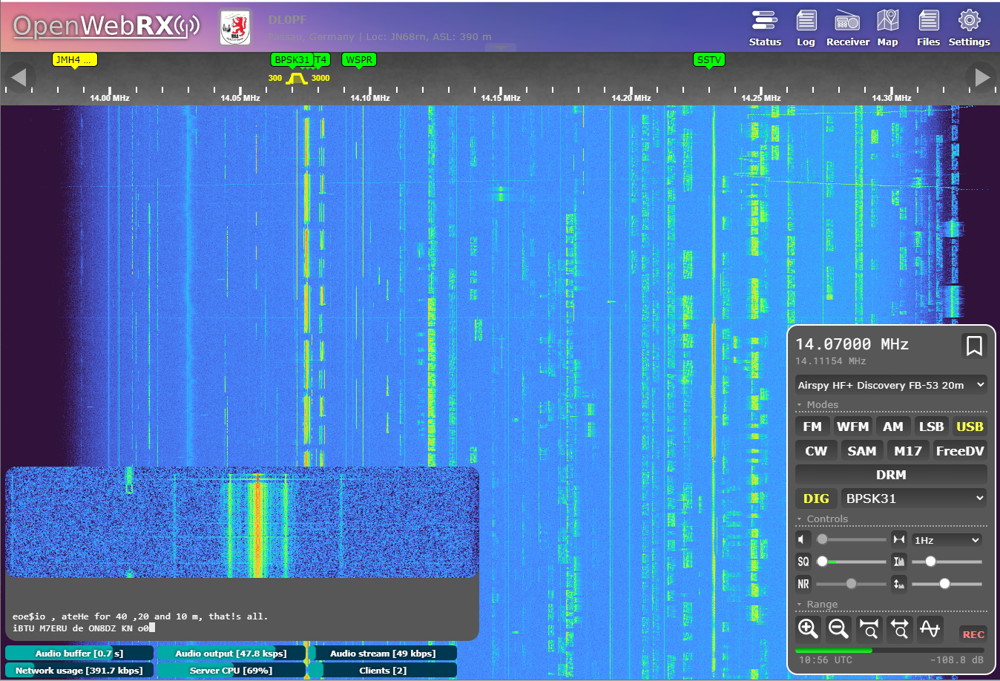 OpenWebRX
DL0PF
Passau, Germany | Loc: JN68rn, ASL: 390 m
Status Log Receiver Map Files Settings
JMH4 ... BPSK31 T4 WSPR SSTV
300 3000
14.00 MHz 14.05 MHz 14.10 MHz 14.15 MHz 14.20 MHz 14.25 MHz 14.30 MHz
14.07000 MHz
14.11154 MHz
Airspy HF+ Discovery FB-53 20m
Modes
FM WFM AM LSB USB
CW SAM M17 FreeDV
DRM
DIG BPSK31
Controls
1Hz
SQ
NR
Range
REC
10:56 UTC -108.8 dB
eoe$io , ateHe for 40 ,20 and 10 m, that!s all.
iBTU M7ERU de ON8DZ KN o0
Audio buffer [0.7 s] Audio output [47.8 ksps] Audio stream [49 kbps]
Network usage [391.7 kbps] Server CPU [69%] Clients [2]